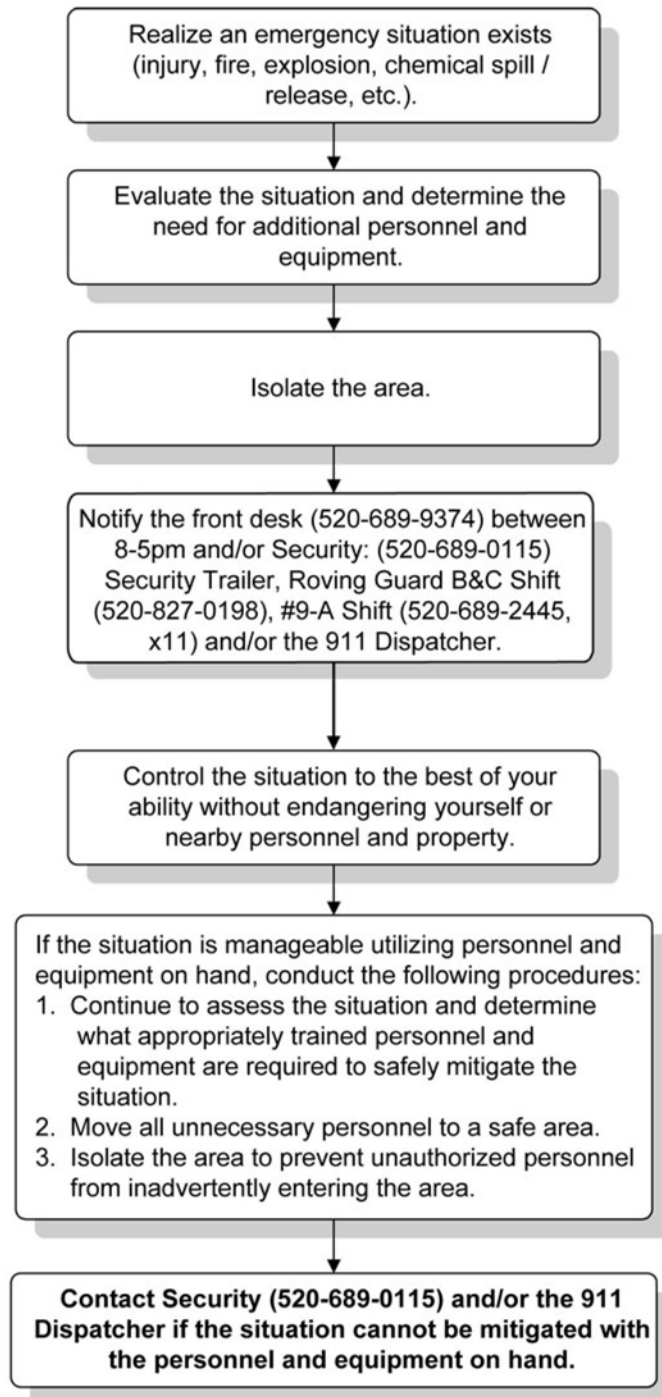 Realize an emergency situation exists
(injury, fire, explosion, chemical spill /
release, etc.).
Evaluate the situation and determine the
need for additional personnel and
equipment.
Isolate the area.
Notify the front desk (520-689-9374) between
8-5pm and/or Security: (520-689-0115)
Security Trailer, Roving Guard B&C Shift
(520-827-0198), #9-A Shift (520-689-2445,
x11) and/or the 911 Dispatcher.
Control the situation to the best of your
ability without endangering yourself or
nearby personnel and property.
If the situation is manageable utilizing personnel and
equipment on hand, conduct the following procedures:
1. Continue to assess the situation and determine
what appropriately trained personnel and
equipment are required to safely mitigate the
situation.
2. Move all unnecessary personnel to a safe area.
3. Isolate the area to prevent unauthorized personnel
from inadvertently entering the area.
Contact Security (520-689-0115) and/or the 911
Dispatcher if the situation cannot be mitigated with
the personnel and equipment on hand.